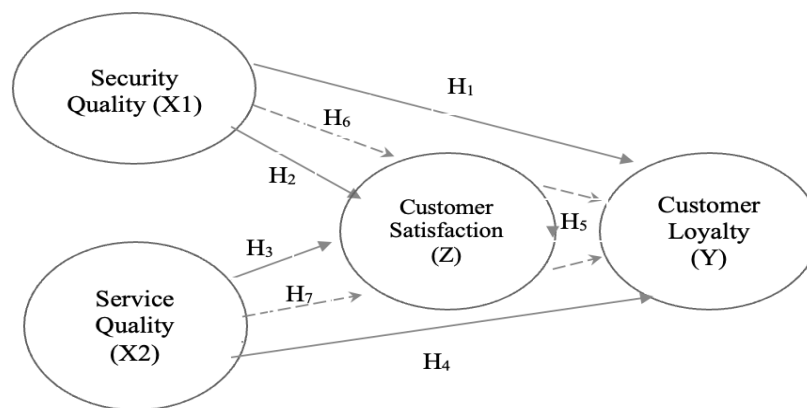 Security
Quality (X1)
H1
H6
H2
Customer
Satisfaction
(Z)
H5
Customer
Loyalty
(Y)
H3
H7
Service
Quality
(X2)
H4